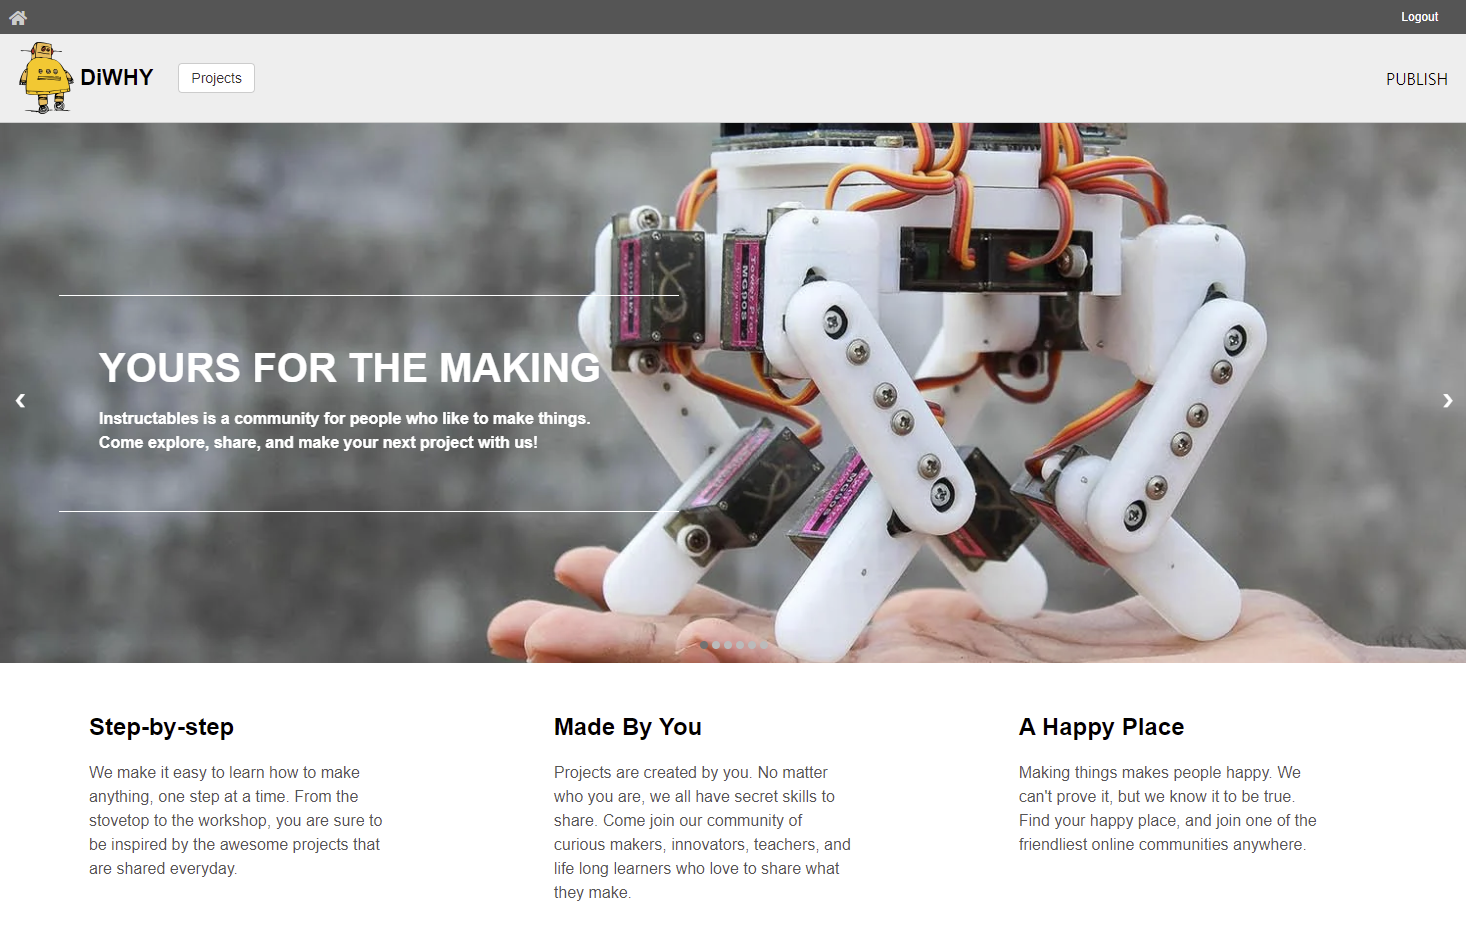 Logout
DiWHY
Projects
PUBLISH
YOURS FOR THE MAKING
Instructables is a community for people who like to make things.
Come explore, share, and make your next project with us!
Tower Pro
MG90S
MG90S
Step-by-step
We make it easy to learn how to make
anything, one step at a time. From the
stovetop to the workshop, you are sure to
be inspired by the awesome projects that
are shared everyday.
Made By You
Projects are created by you. No matter
who you are, we all have secret skills to
share. Come join our community of
curious makers, innovators, teachers, and
life long learners who love to share what
they make.
A Happy Place
Making things makes people happy. We
can't prove it, but we know it to be true.
Find your happy place, and join one of the
friendliest online communities anywhere.